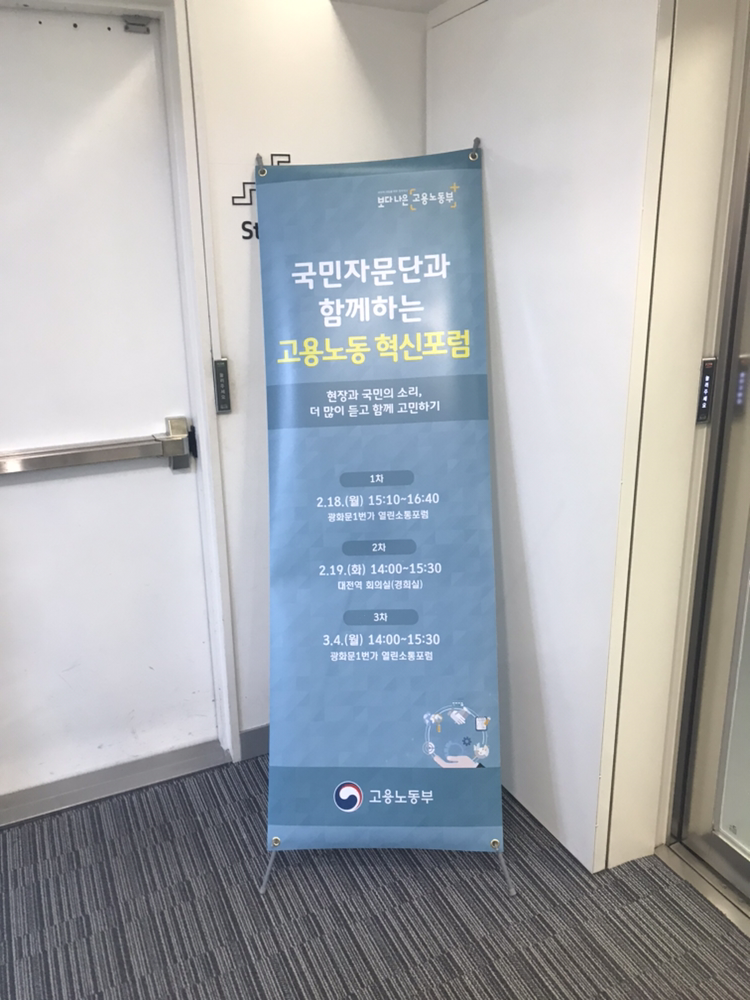 보다 나은 고용노동부
국민자문단과
함께하는
고용노동 혁신포럼
현장과 국민의 소리,
더 많이 듣고 함께 고민하기
1차
2.18.(월) 15:10~16:40
광화문1번가 열린소통포럼
2차
2.19.(화) 14:00~15:30
대전역 회의실(경희실)
3차
3.4.(월) 14:00~15:30
광화문1번가 열린소통포럼
고용노동부
St